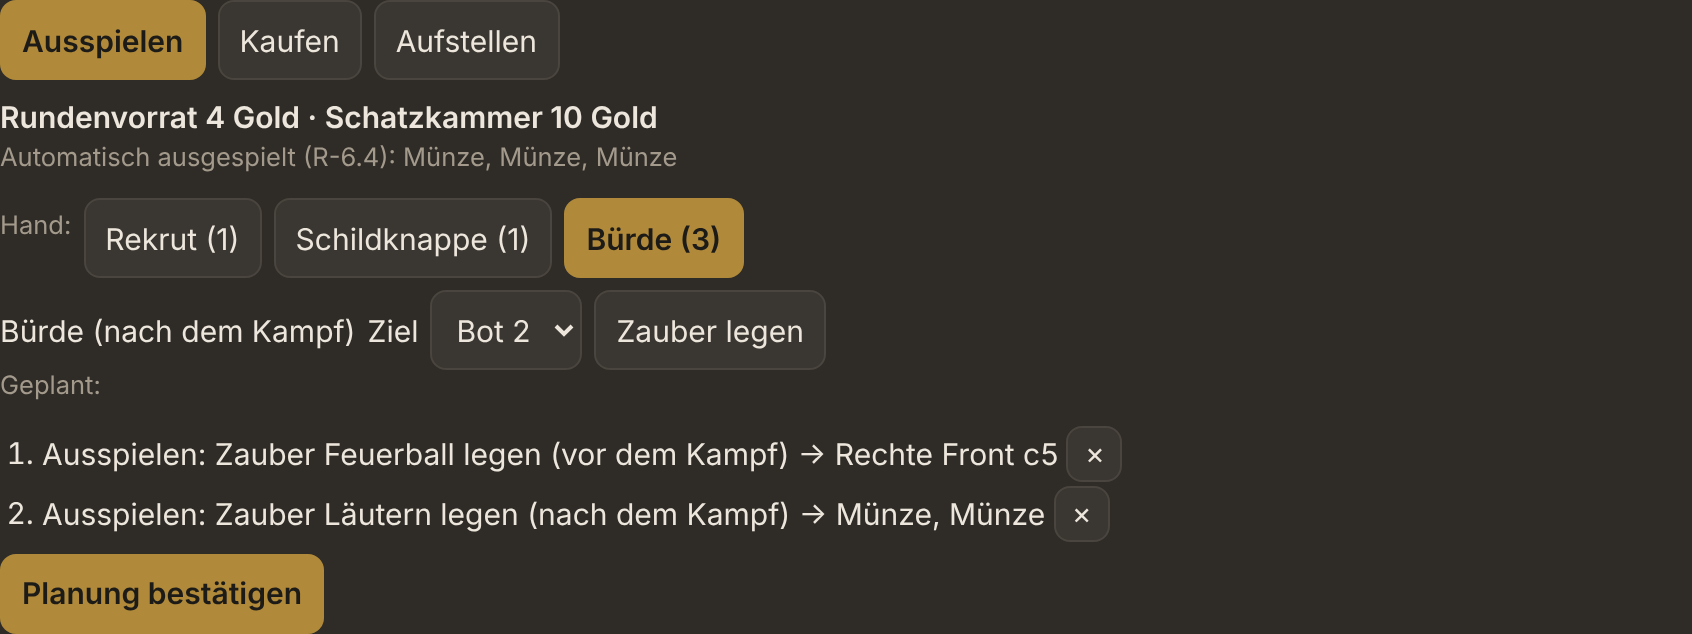 Ausspielen Kaufen Aufstellen
Rundenvorrat 4 Gold · Schatzkammer 10 Gold
Automatisch ausgespielt (R-6.4): Münze, Münze, Münze
Hand: Rekrut (1) Schildknappe (1) Bürde (3)
Bürde (nach dem Kampf) Ziel Bot 2 Zauber legen
Geplant:
1. Ausspielen: Zauber Feuerball legen (vor dem Kampf) → Rechte Front c5 ×
2. Ausspielen: Zauber Läutern legen (nach dem Kampf) → Münze, Münze ×
Planung bestätigen